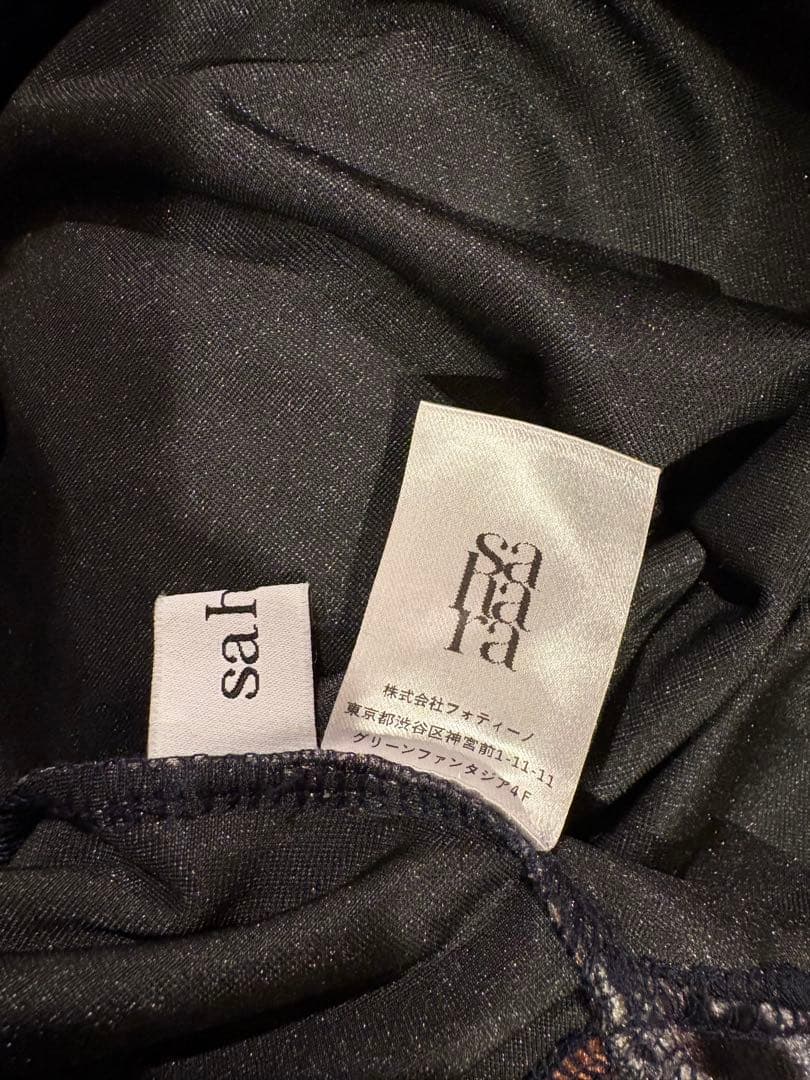 sah
sa
ha
ra
株式会社フォティーノ
東京都渋谷区神宮前1-11-11
グリーンファンタジア4F